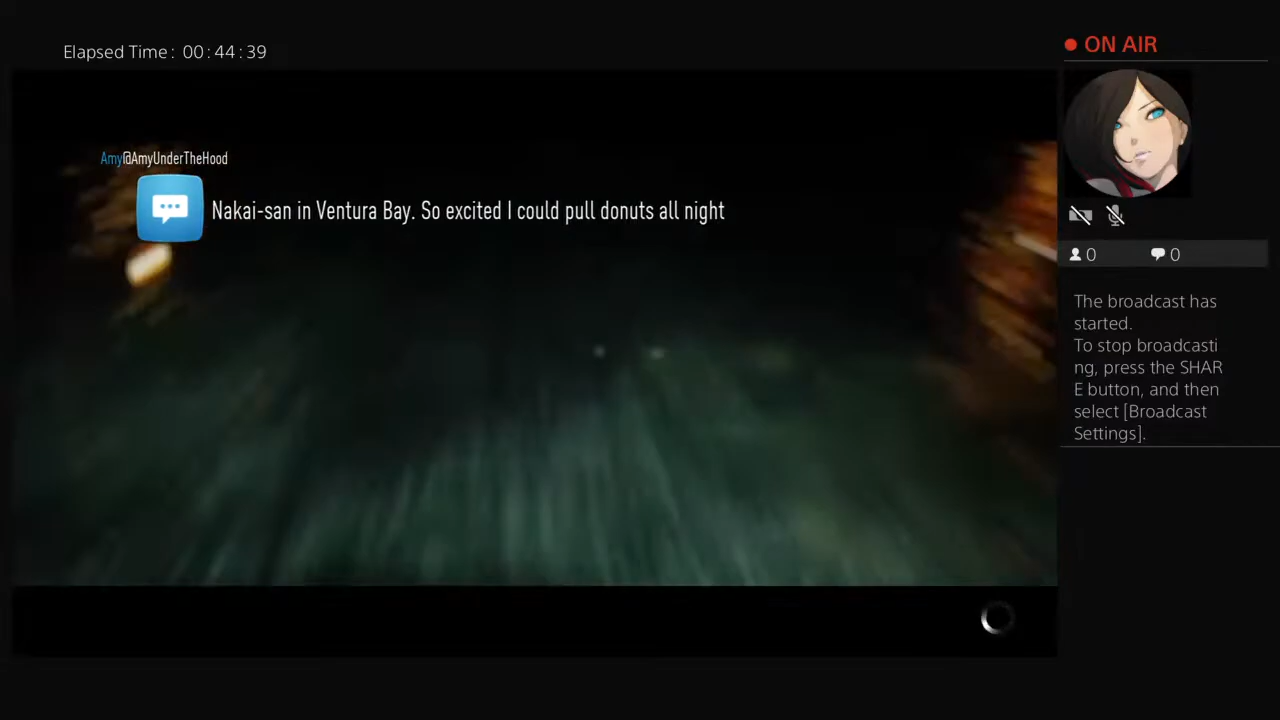 Elapsed Time: 00:44:39
ON AIR
Amy@AmyUnderTheHood
Nakai-san in Ventura Bay. So excited I could pull donuts all night
0 0
The broadcast has
started.
To stop broadcasti
ng, press the SHAR
E button, and then
select [Broadcast
Settings].